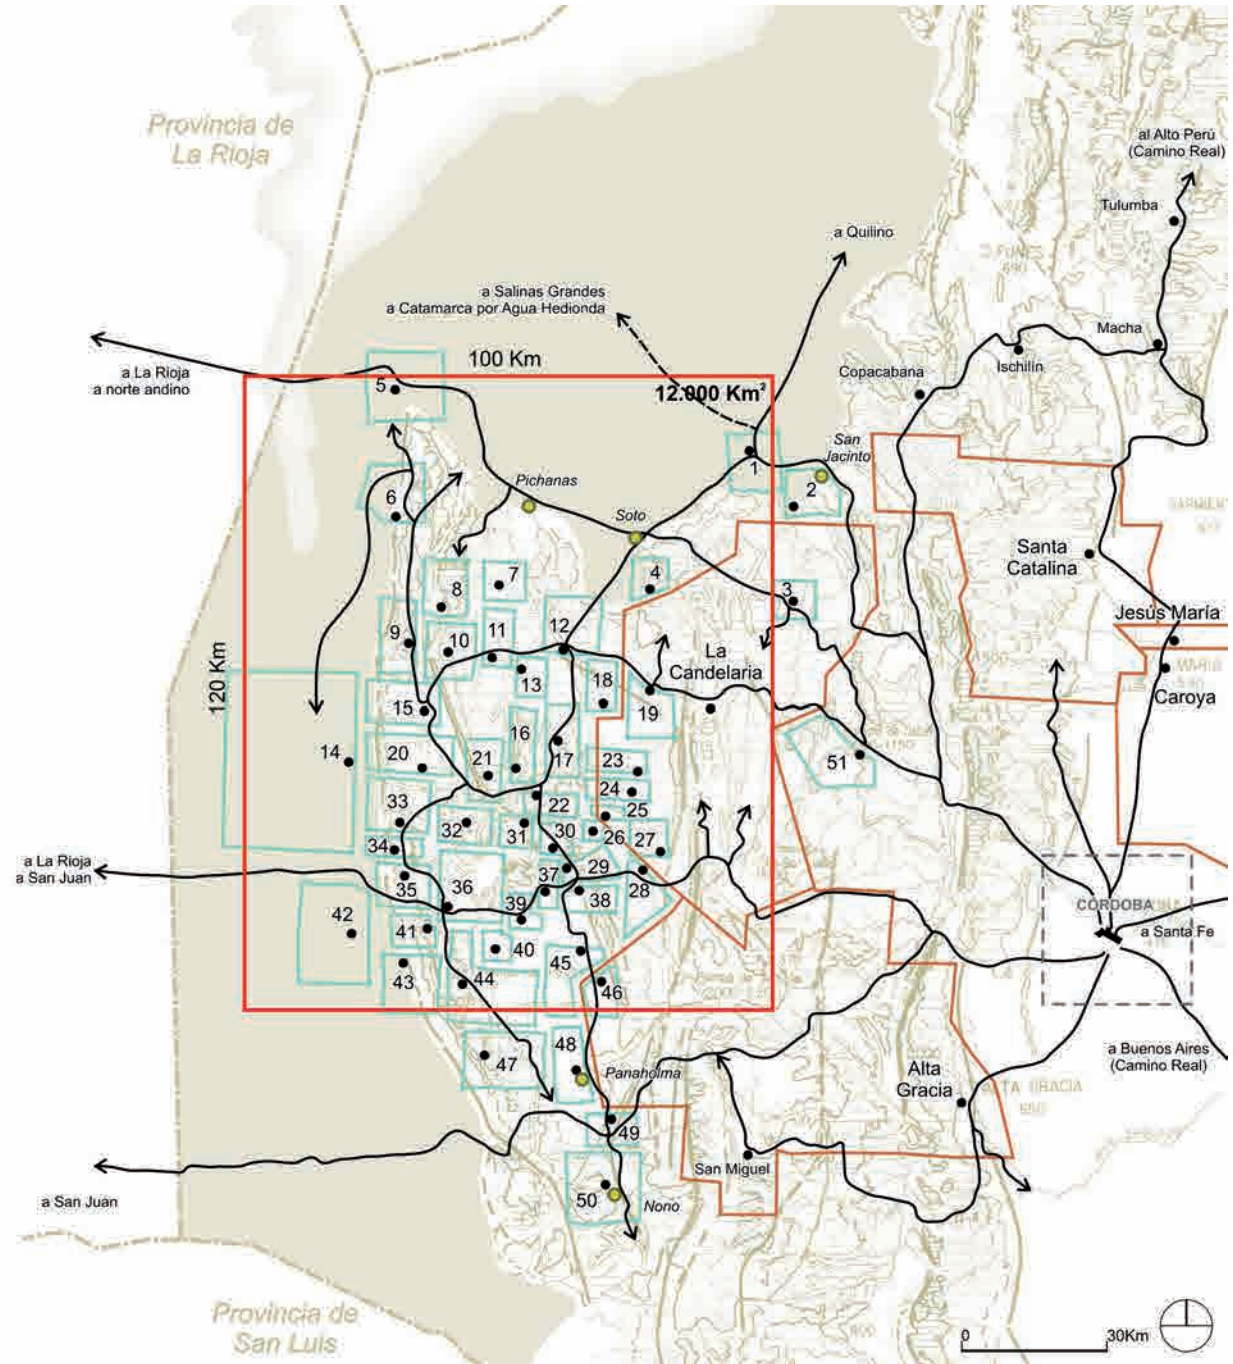 Provincia de
La Rioja
al Alto Perú
(Camino Real)
Tulumba
a Quilino
a Salinas Grandes
a Catamarca por Agua Hedionda
Macha
Ischilín
Copacabana
a La Rioja
a norte andino
100 Km
12.000 Km²
5
San
Jacinto
1
2
6
Pichanas
Soto
Santa
Catalina
Jesús María
Caroya
7
8
4
3
9
10
11
12
13
La
Candelaria
120 Km
18
19
15
14
16
17
20
21
23
24
51
22
25
33
32
31
30
26
27
34
29
28
a La Rioja
a San Juan
35
36
37
38
39
42
41
40
45
43
44
46
CÓRDOBA
a Santa Fe
47
48
Panaholma
a Buenos Aires
(Camino Real)
Alta
Gracia
49
San Miguel
50
Nono
a San Juan
Provincia de
San Luis
0 30Km